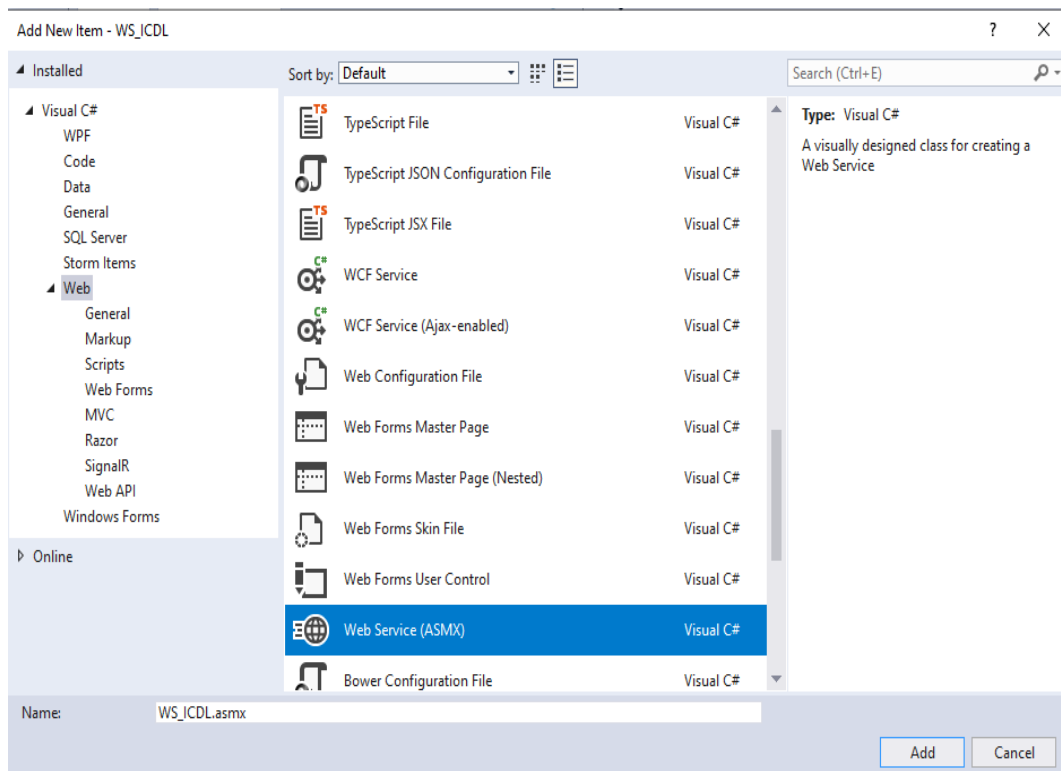 Add New Item - WS_ICDL
? X
Installed
Sort by: Default
Search (Ctrl+E)
Visual C#
WPF
Code
Data
General
SQL Server
Storm Items
Web
General
Markup
Scripts
Web Forms
MVC
Razor
SignalR
Web API
Windows Forms
Online
TS
TypeScript File Visual C#
TypeScript JSON Configuration File Visual C#
TS
TypeScript JSX File Visual C#
C#
WCF Service Visual C#
C#
WCF Service (Ajax-enabled) Visual C#
Web Configuration File Visual C#
Web Forms Master Page Visual C#
Web Forms Master Page (Nested) Visual C#
Web Forms Skin File Visual C#
Web Forms User Control Visual C#
Web Service (ASMX) Visual C#
Bower Configuration File Visual C#
Type: Visual C#
A visually designed class for creating a
Web Service
Name: WS_ICDL.asmx
Add Cancel